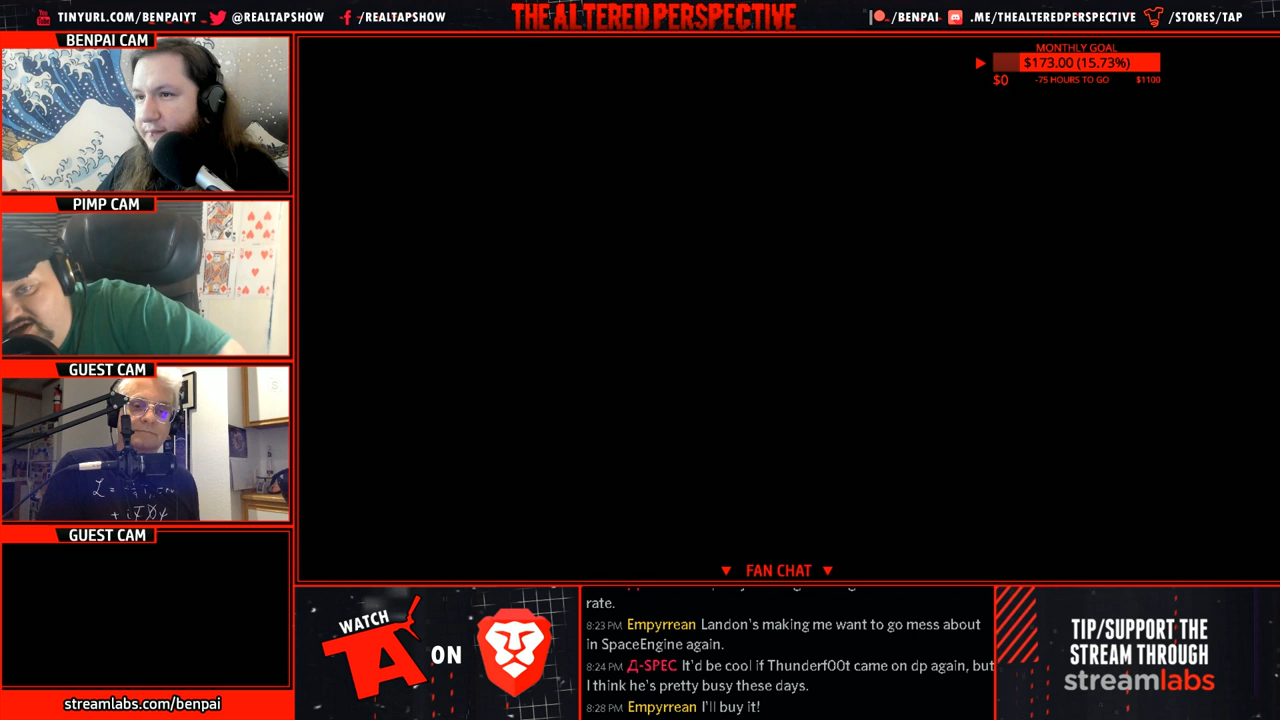 TINYURL.COM/BENPAIYT
@REALTAPSHOW
/REALTAPSHOW
THE ALTERED PERSPECTIVE
/BENPAI
.ME/THEALTEREDPERSPECTIVE
/STORES/TAP
BENPAI CAM
MONTHLY GOAL
$173.00 (15.73%)
$0
-75 HOURS TO GO
$1100
PIMP CAM
GUEST CAM
GUEST CAM
streamlabs.com/benpai
FAN CHAT
WATCH
TA
ON
rate.
8:23 PM Empyrrean Landon's making me want to go mess about
in SpaceEngine again.
8:24 PM Д-SPEC It'd be cool if Thunderf00t came on dp again, but
I think he's pretty busy these days.
8:28 PM Empyrrean I'll buy it!
TIP/SUPPORT THE
STREAM THROUGH
streamlabs